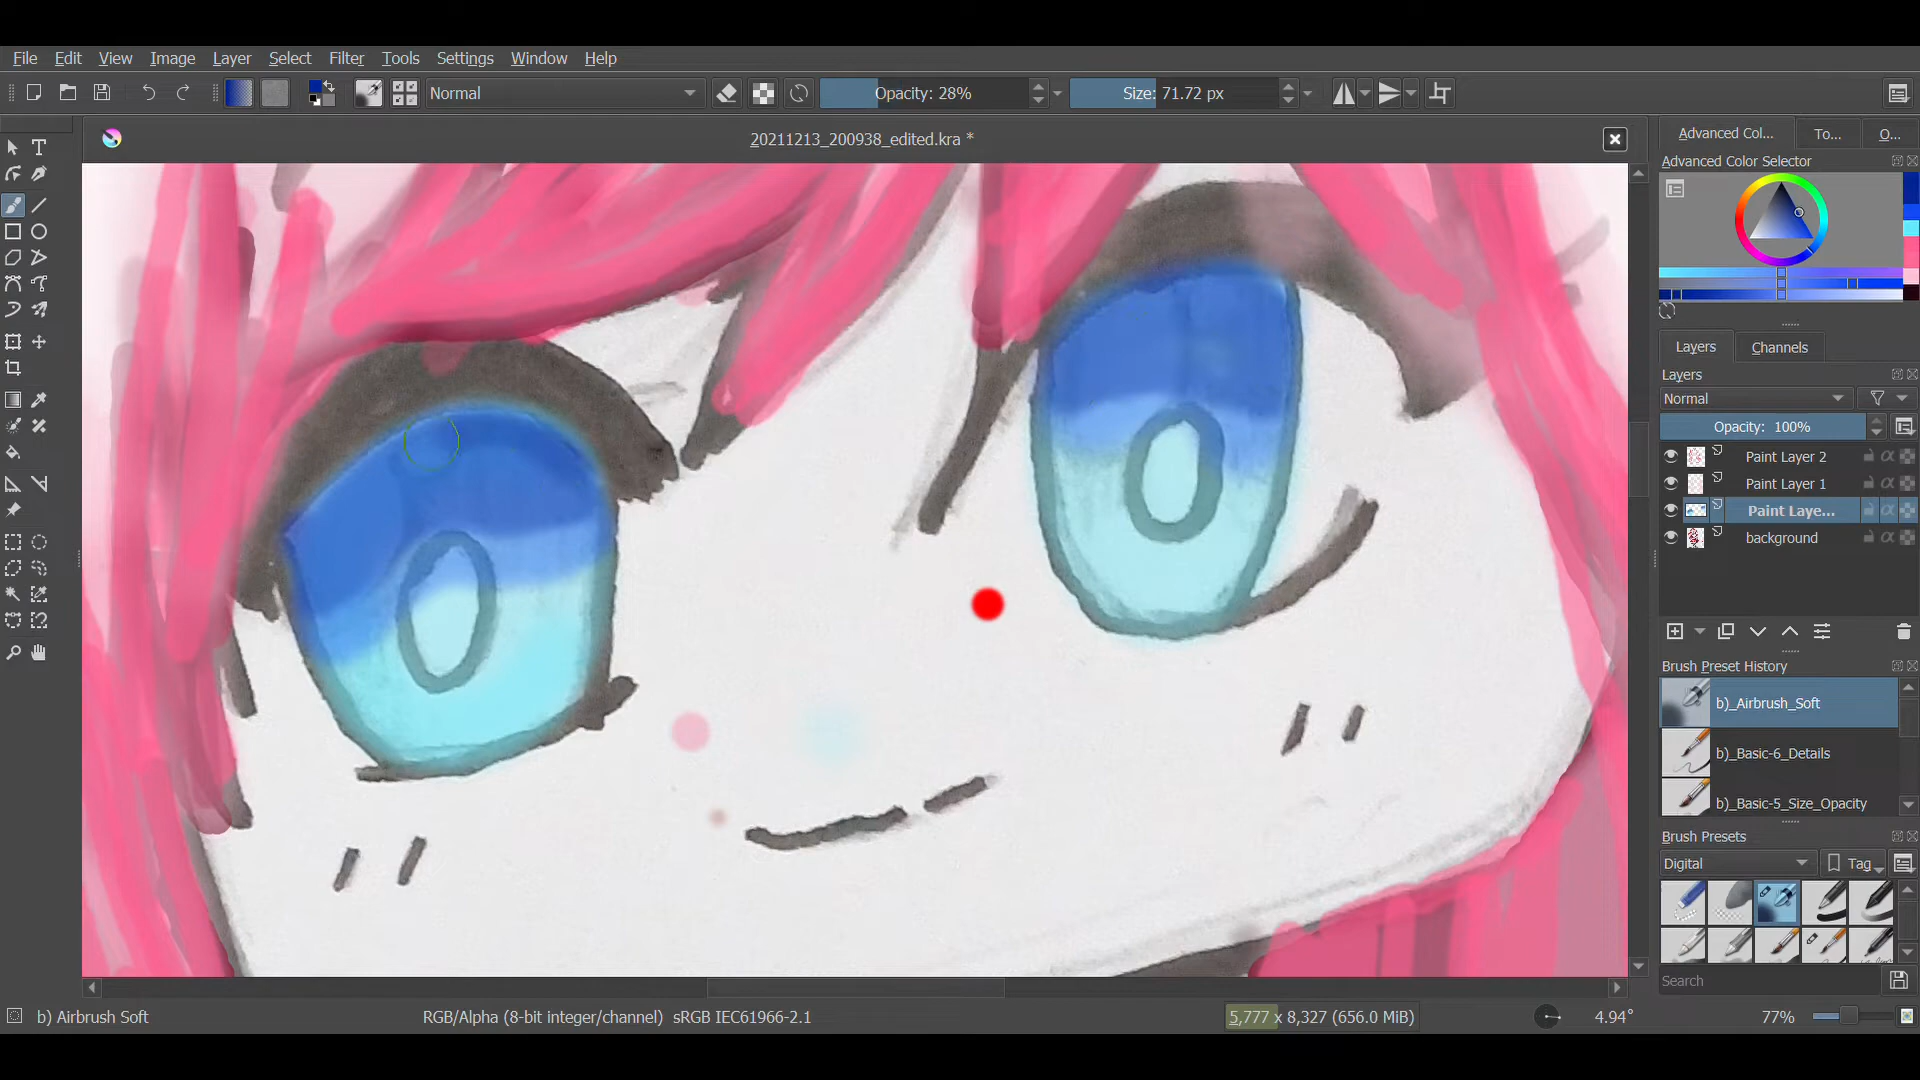 File Edit View Image Layer Select Filter Tools Settings Window Help
Normal Opacity: 28% Size: 71.72 px
20211213_200938_edited.kra *
Advanced Col... To... O...
Advanced Color Selector
Layers Channels
Layers
Normal
Opacity: 100%
Paint Layer 2
Paint Layer 1
Paint Laye...
background
Brush Preset History
b)_Airbrush_Soft
b)_Basic-6_Details
b)_Basic-5_Size_Opacity
Brush Presets
Digital Tag
Search
b) Airbrush Soft RGB/Alpha (8-bit integer/channel) sRGB IEC61966-2.1 5,777 x 8,327 (656.0 MiB) 4.94° 77%